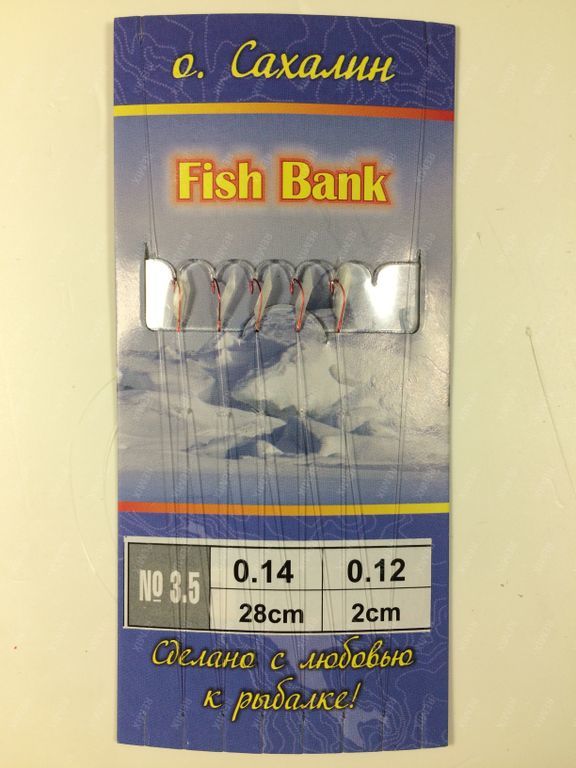 о. Сахалин
Fish Bank
№ 3.5 0.14 0.12
28cm 2cm
Сделано с любовью
к рыбалке!